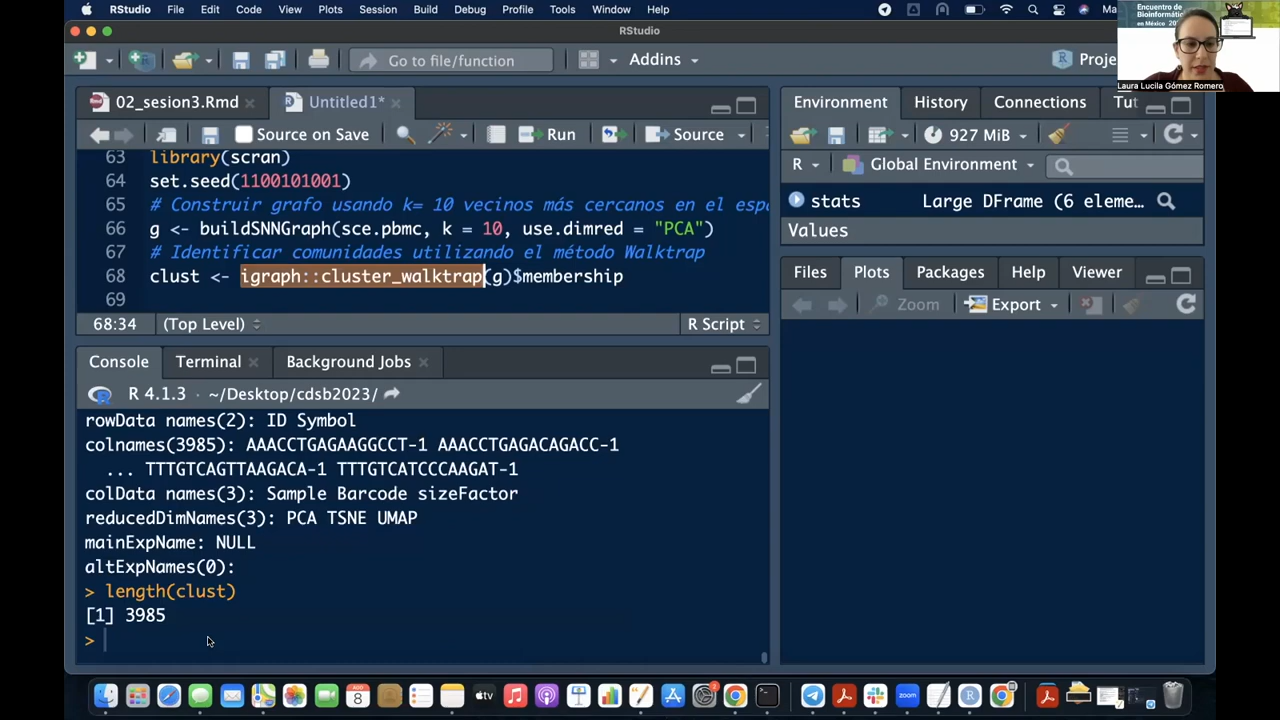 RStudio File Edit Code View Plots Session Build Debug Profile Tools Window Help
Encuentro de
Bioinformátic
en México
Laura Lucila Gómez Romero
RStudio
Go to file/function
Addins
02_sesion3.Rmd
Untitled1*
Source on Save
Run
Source
63 library(scran)
64 set.seed(1100101001)
65 # Construir grafo usando k= 10 vecinos más cercanos en el espa
66 g <- buildSNNGraph(sce.pbmc, k = 10, use.dimred = "PCA")
67 # Identificar comunidades utilizando el método Walktrap
68 clust <- igraph::cluster_walktrap(g)$membership
69
68:34 (Top Level) R Script
Console Terminal Background Jobs
R 4.1.3 · ~/Desktop/cdsb2023/
rowData names(2): ID Symbol
colnames(3985): AAACCTGAGAAGGCCT-1 AAACCTGAGACAGACC-1
... TTTGTCAGTTAAGACA-1 TTTGTCATCCCAAGAT-1
colData names(3): Sample Barcode sizeFactor
reducedDimNames(3): PCA TSNE UMAP
mainExpName: NULL
altExpNames(0):
> length(clust)
[1] 3985
>
Environment History Connections Tut
927 MiB
R Global Environment
stats Large DFrame (6 eleme…
Values
Files Plots Packages Help Viewer
Zoom Export